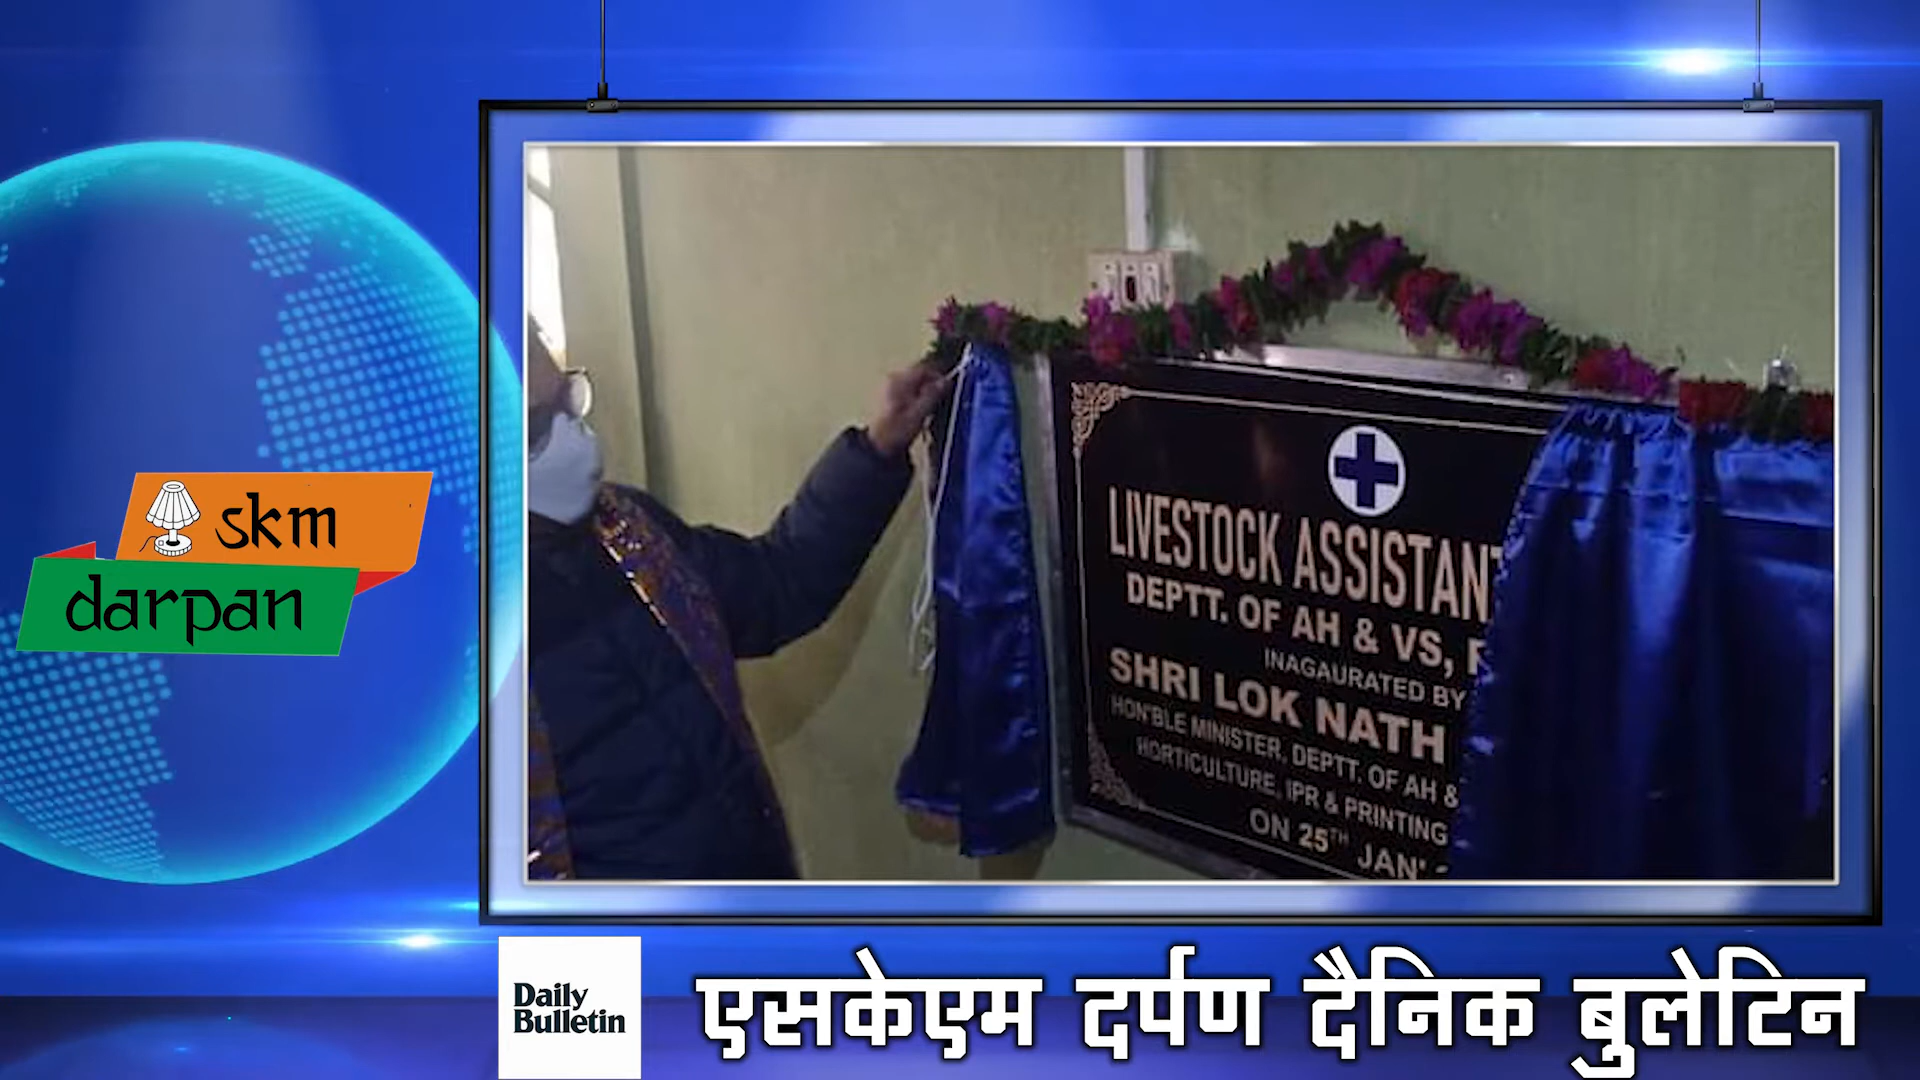 skm
darpan
LIVESTOCK ASSISTANT
DEPTT. OF AH & VS,
INAGAURATED BY
SHRI LOK NATH
HON'BLE MINISTER, DEPTT. OF AH &
HORTICULTURE, IPR & PRINTING
ON 25TH JAN'
Daily
Bulletin
एसकेएम दर्पण दैनिक बुलेटिन